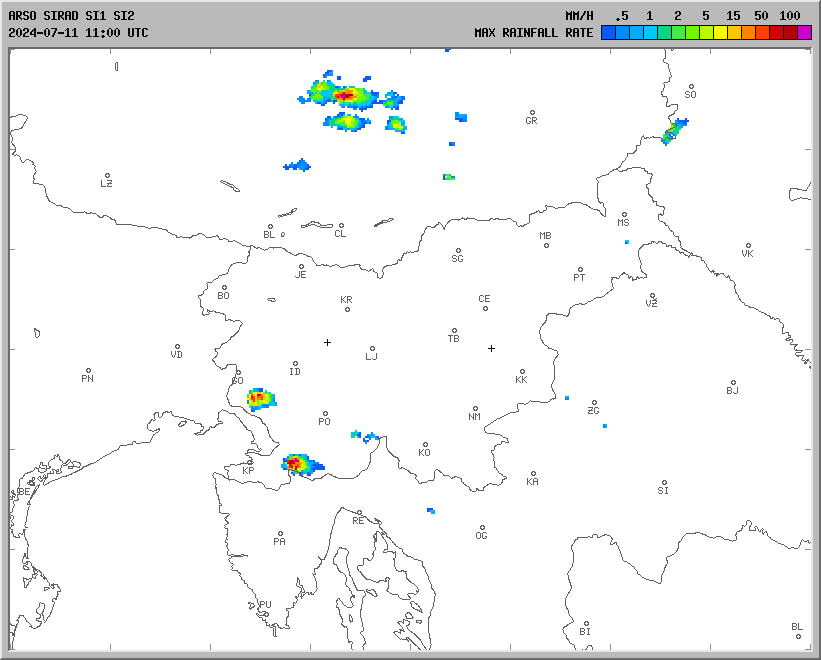 ARSO SIRAD SI1 SI2
2024-07-11 11:00 UTC
MM/H .5 1 2 5 15 50 100
MAX RAINFALL RATE
SO
GR
LZ
MS
BL
CL
MB
VK
SG
JE
PT
BO
KR
CE
VZ
TB
VD
LJ
ID
PN
GO
KK
BJ
ZG
NM
PO
KO
KP
KA
BE
SI
RE
OG
PA
PU
BI
BL